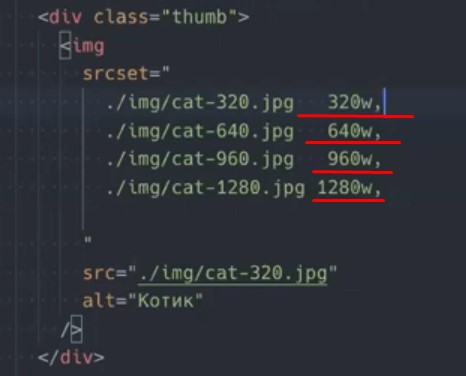 <div class="thumb">
<img
srcset="
./img/cat-320.jpg 320w,
./img/cat-640.jpg 640w,
./img/cat-960.jpg 960w,
./img/cat-1280.jpg 1280w,
"
src="./img/cat-320.jpg"
alt="Котик"
/>
</div>